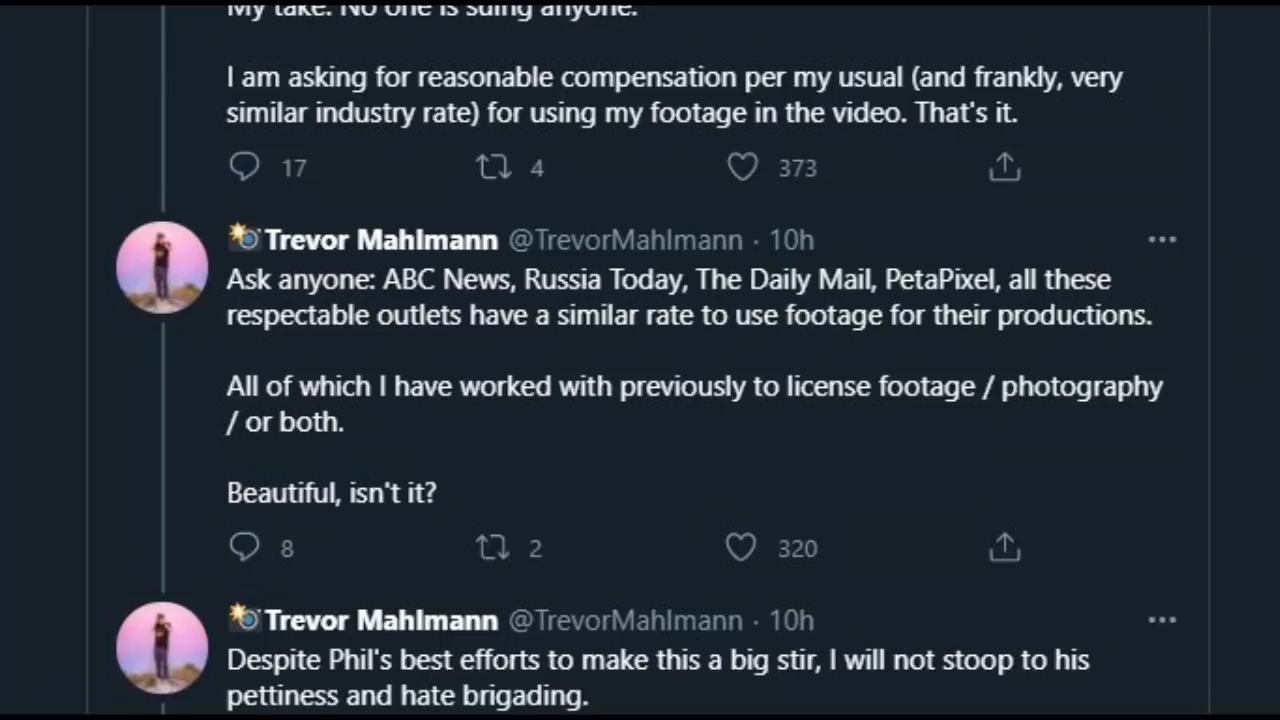 My take. No one is suing anyone.
I am asking for reasonable compensation per my usual (and frankly, very
similar industry rate) for using my footage in the video. That's it.
17 4 373
Trevor Mahlmann @TrevorMahlmann · 10h
Ask anyone: ABC News, Russia Today, The Daily Mail, PetaPixel, all these
respectable outlets have a similar rate to use footage for their productions.
All of which I have worked with previously to license footage / photography
/ or both.
Beautiful, isn't it?
8 2 320
Trevor Mahlmann @TrevorMahlmann · 10h
Despite Phil's best efforts to make this a big stir, I will not stoop to his
pettiness and hate brigading.